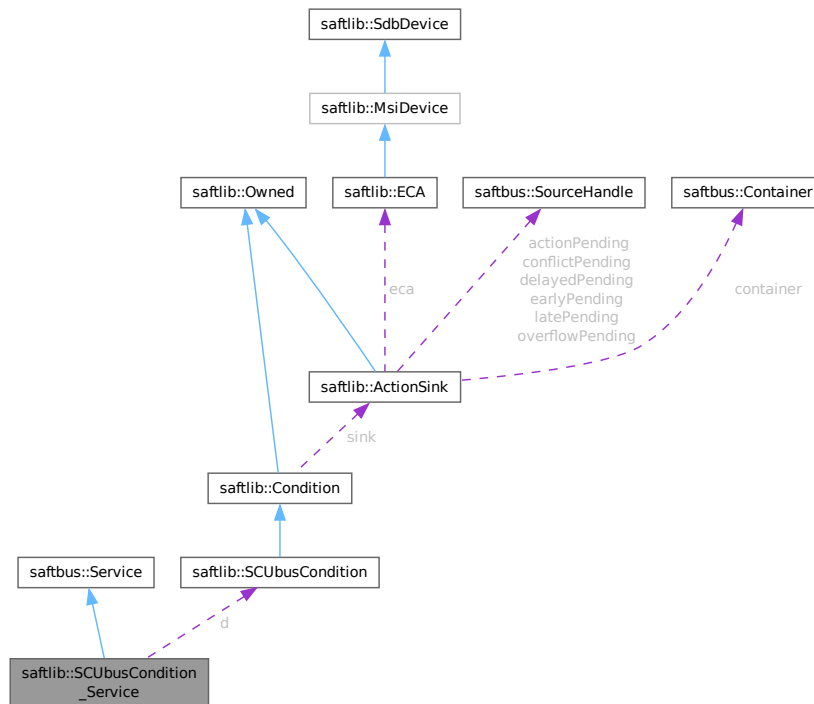 saftlib::SdbDevice
saftlib::MsiDevice
saftlib::Owned
saftlib::ECA
saftbus::SourceHandle
saftbus::Container
actionPending
conflictPending
delayedPending
earlyPending
latePending
overflowPending
eca
container
saftlib::ActionSink
sink
saftlib::Condition
saftbus::Service
saftlib::SCUbusCondition
d
saftlib::SCUbusCondition
_Service